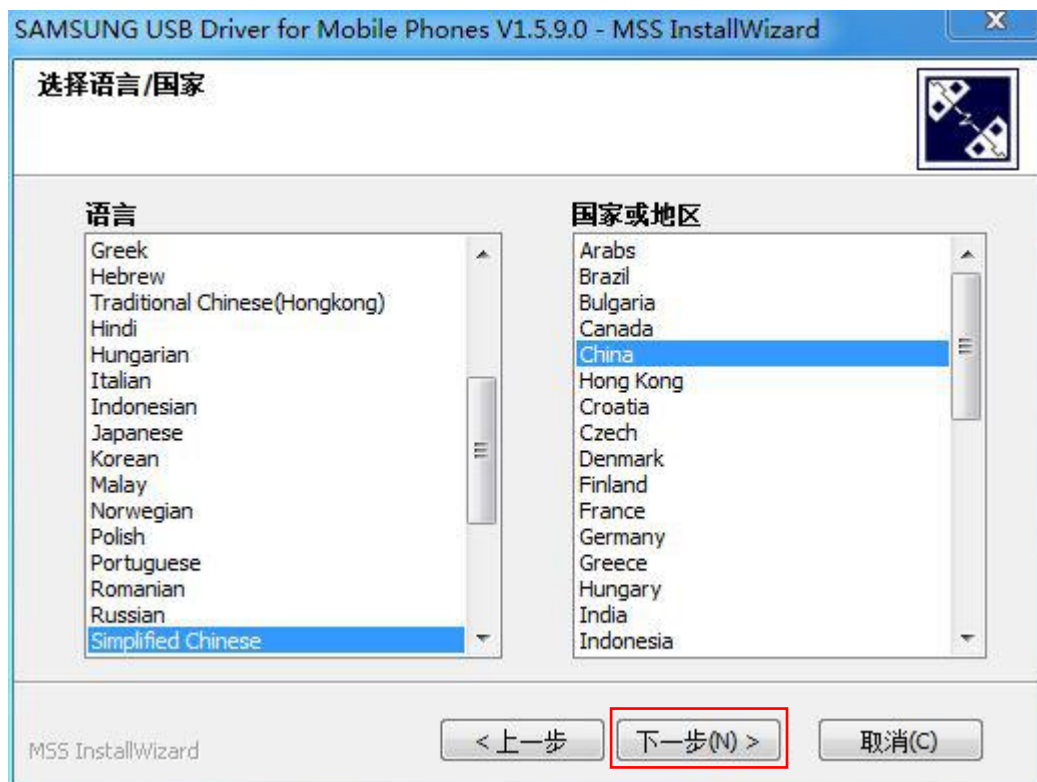 SAMSUNG USB Driver for Mobile Phones V1.5.9.0 - MSS InstallWizard
选择语言/国家
语言
Greek
Hebrew
Traditional Chinese(Hongkong)
Hindi
Hungarian
Italian
Indonesian
Japanese
Korean
Malay
Norwegian
Polish
Portuguese
Romanian
Russian
Simplified Chinese
国家或地区
Arabs
Brazil
Bulgaria
Canada
China
Hong Kong
Croatia
Czech
Denmark
Finland
France
Germany
Greece
Hungary
India
Indonesia
MSS InstallWizard
< 上一步
下一步(N) >
取消(C)